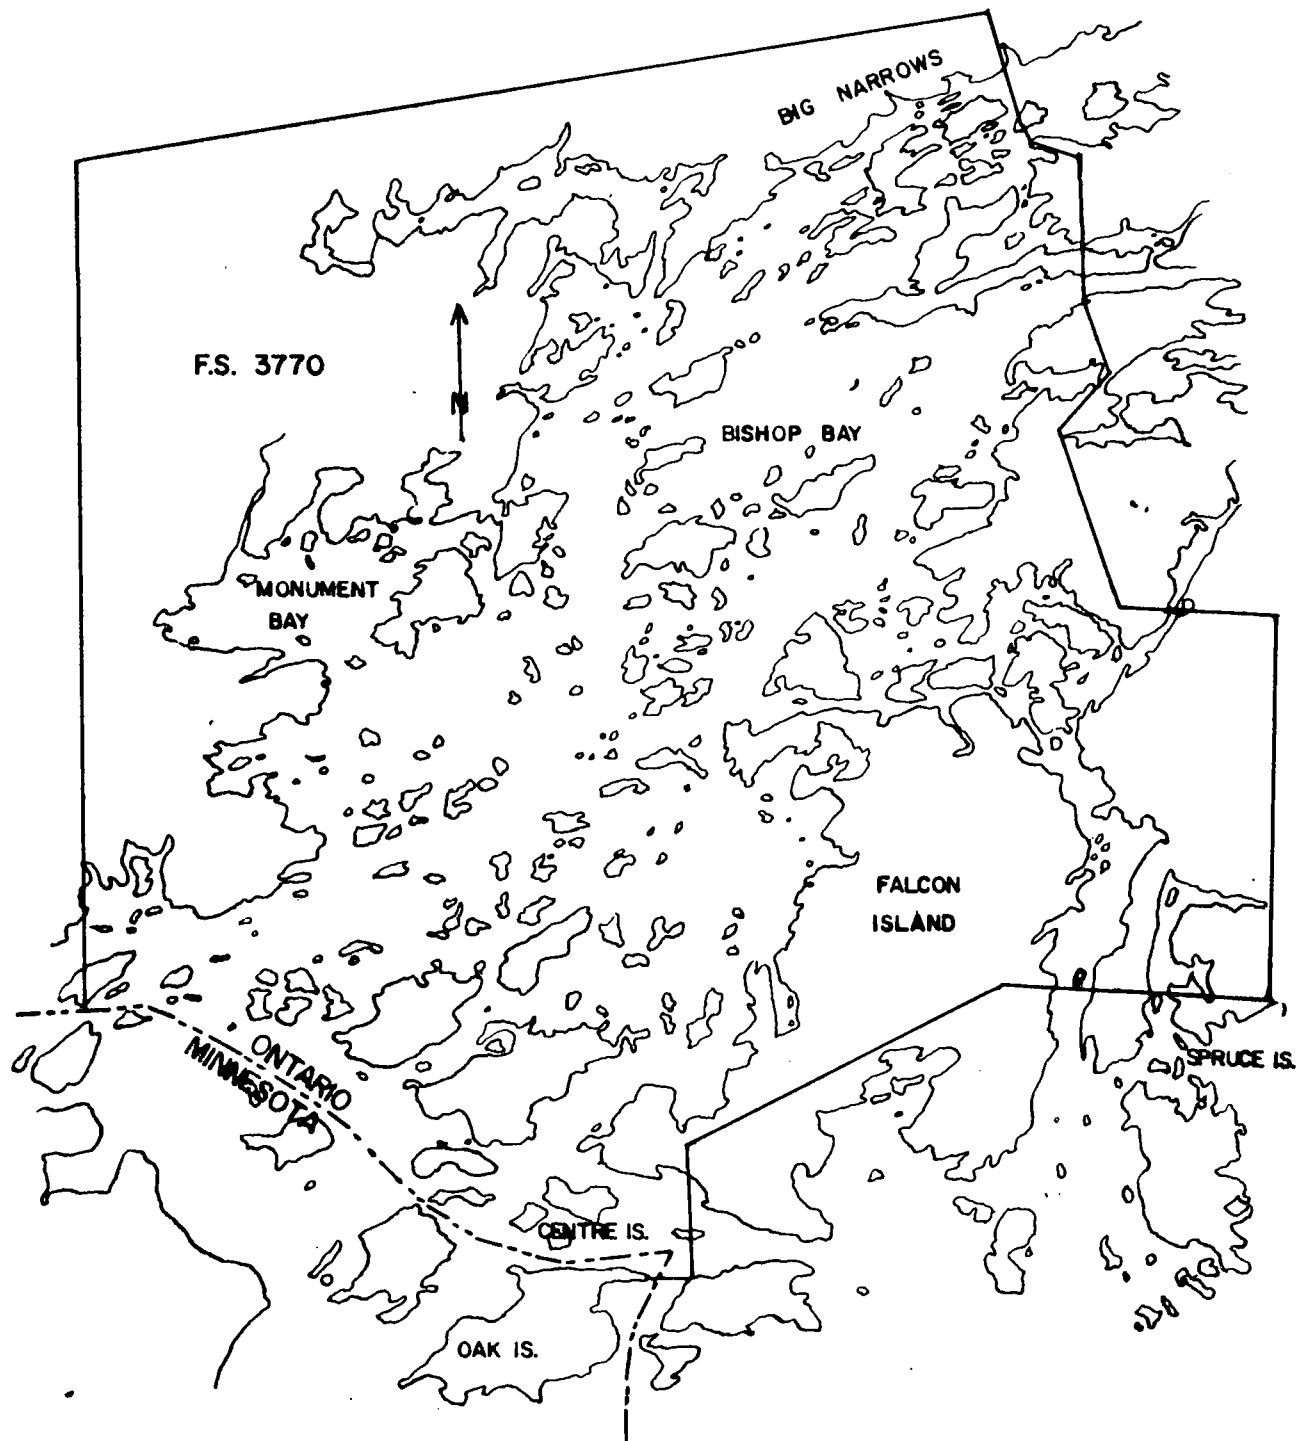 BIG NARROWS
F.S. 3770
N
BISHOP BAY
MONUMENT
BAY
FALCON
ISLAND
ONTARIO
MINNESOTA
SPRUCE IS.
CENTRE IS.
OAK IS.